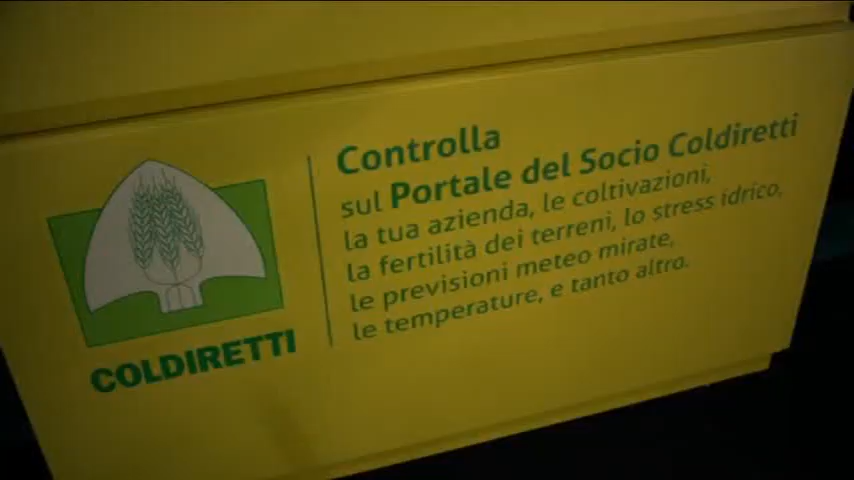 COLDIRETTI
Controlla
sul Portale del Socio Coldiretti
la tua azienda, le coltivazioni,
la fertilità dei terreni, lo stress idrico,
le previsioni meteo mirate,
le temperature, e tanto altro.